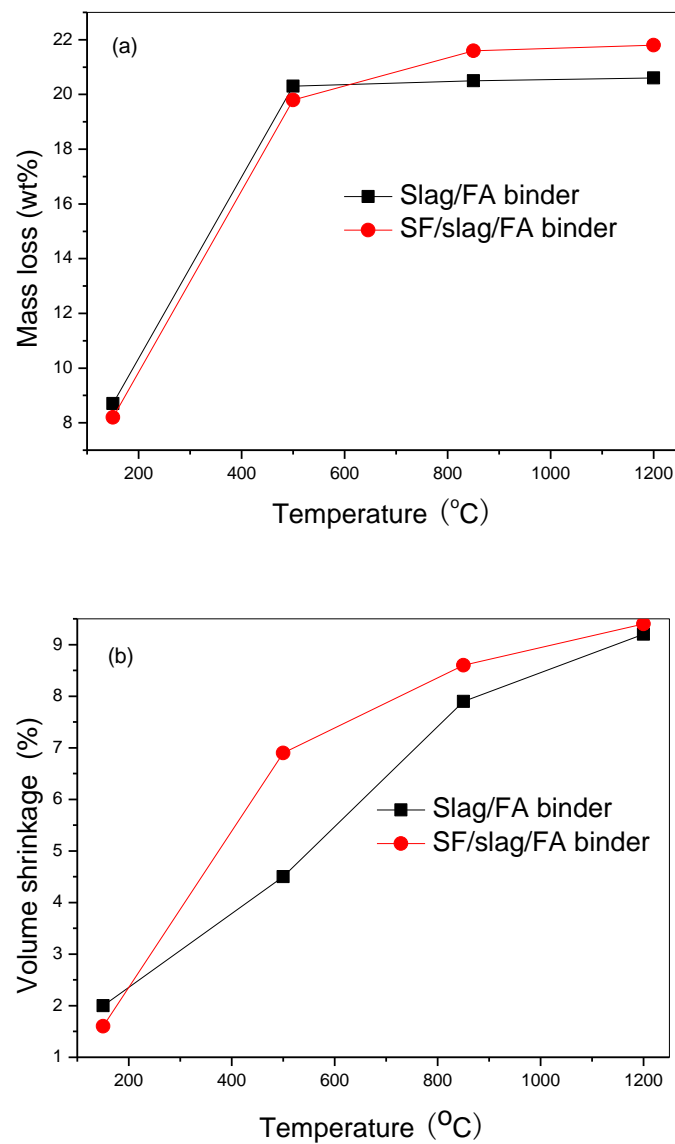 (a)
22
20
18
16
14
12
10
8
Mass loss (wt%)
Slag/FA binder
SF/slag/FA binder
200 400 600 800 1000 1200
Temperature（°C）
(b)
9
8
7
6
5
4
3
2
1
Volume shrinkage (%)
Slag/FA binder
SF/slag/FA binder
200 400 600 800 1000 1200
Temperature（°C）